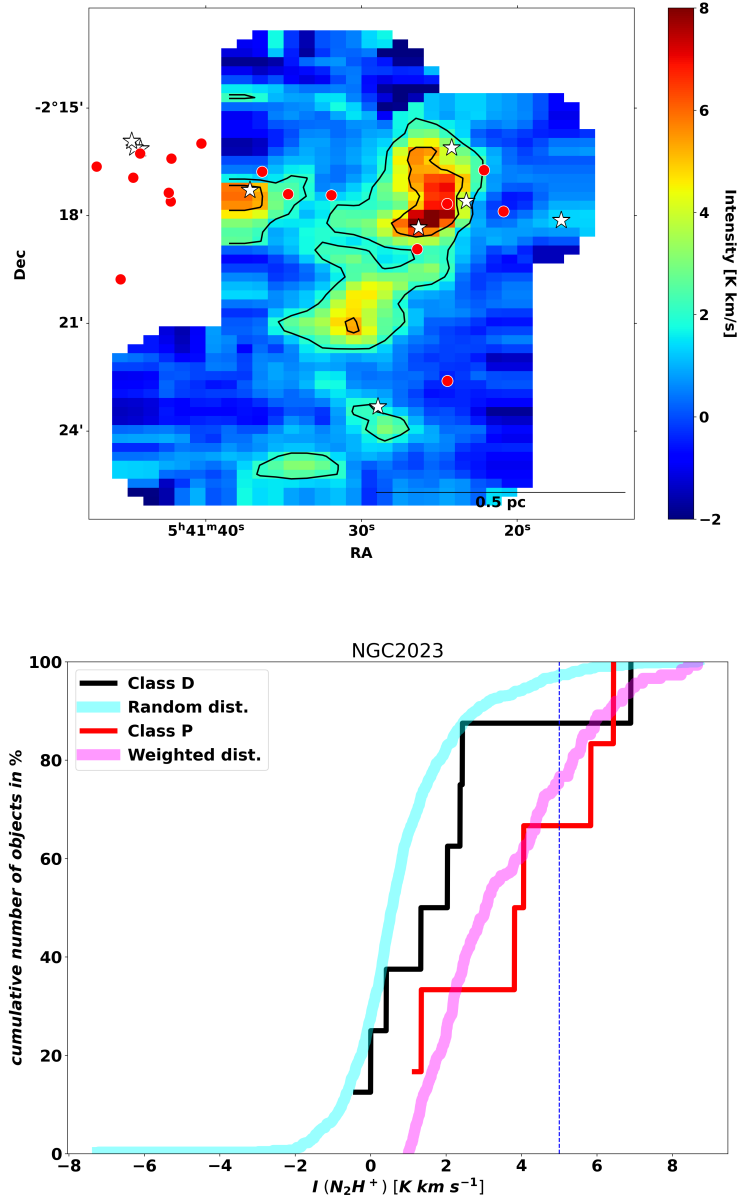 8
-2°15'
6
18'
4
Dec
Intensity [K km/s]
2
21'
0
24'
0.5 pc
−2
5ʰ41ᵐ40ˢ 30ˢ 20ˢ
RA
NGC2023
100
Class D
Random dist.
Class P
Weighted dist.
80
60
40
20
0
cumulative number of objects in %
−8 −6 −4 −2 0 2 4 6 8
I (N₂H⁺) [K km s⁻¹]